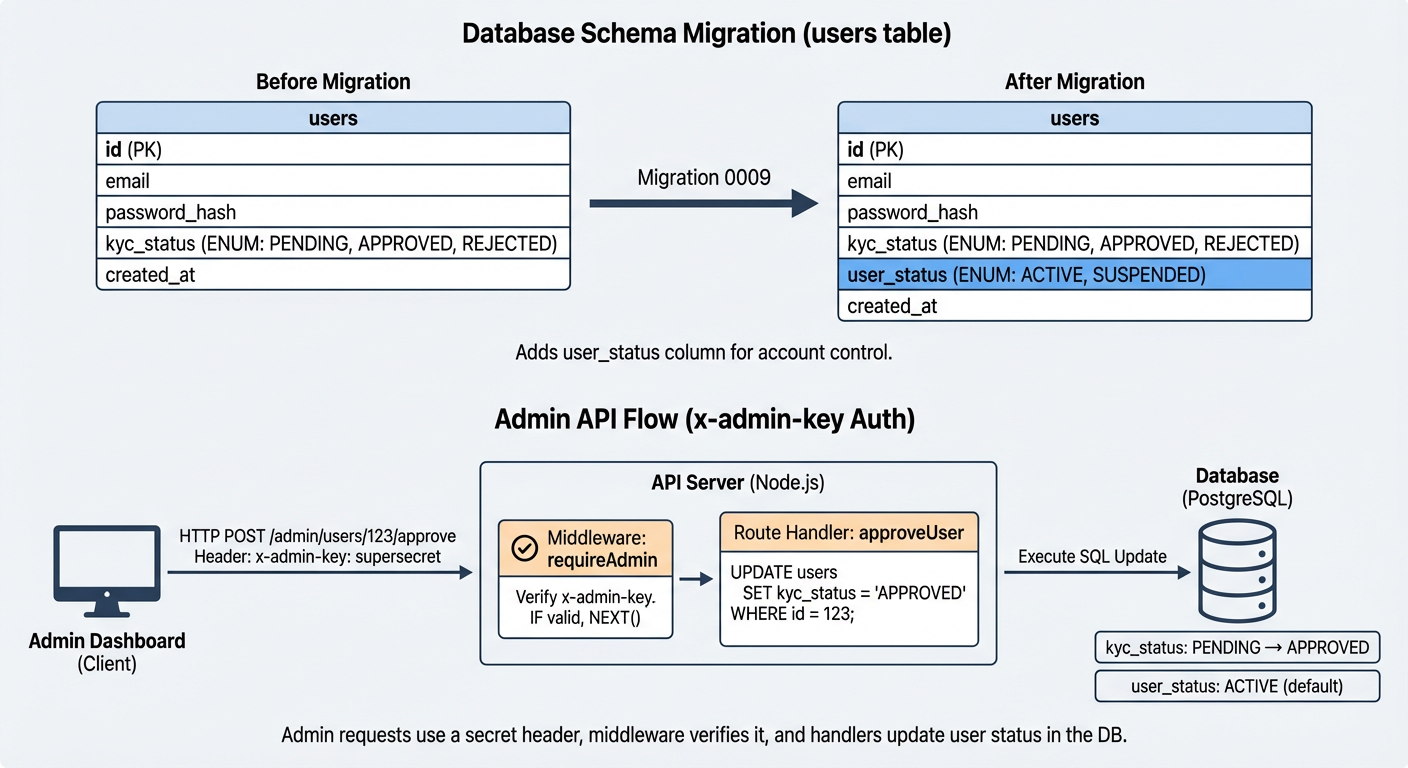 Database Schema Migration (users table)
Before Migration
users
id (PK)
email
password_hash
kyc_status (ENUM: PENDING, APPROVED, REJECTED)
created_at
Migration 0009
After Migration
users
id (PK)
email
password_hash
kyc_status (ENUM: PENDING, APPROVED, REJECTED)
user_status (ENUM: ACTIVE, SUSPENDED)
created_at
Adds user_status column for account control.
Admin API Flow (x-admin-key Auth)
Admin Dashboard
(Client)
HTTP POST /admin/users/123/approve
Header: x-admin-key: supersecret
API Server (Node.js)
Middleware:
requireAdmin
Verify x-admin-key.
IF valid, NEXT()
Route Handler: approveUser
UPDATE users
SET kyc_status = 'APPROVED'
WHERE id = 123;
Execute SQL Update
Database
(PostgreSQL)
kyc_status: PENDING → APPROVED
user_status: ACTIVE (default)
Admin requests use a secret header, middleware verifies it, and handlers update user status in the DB.